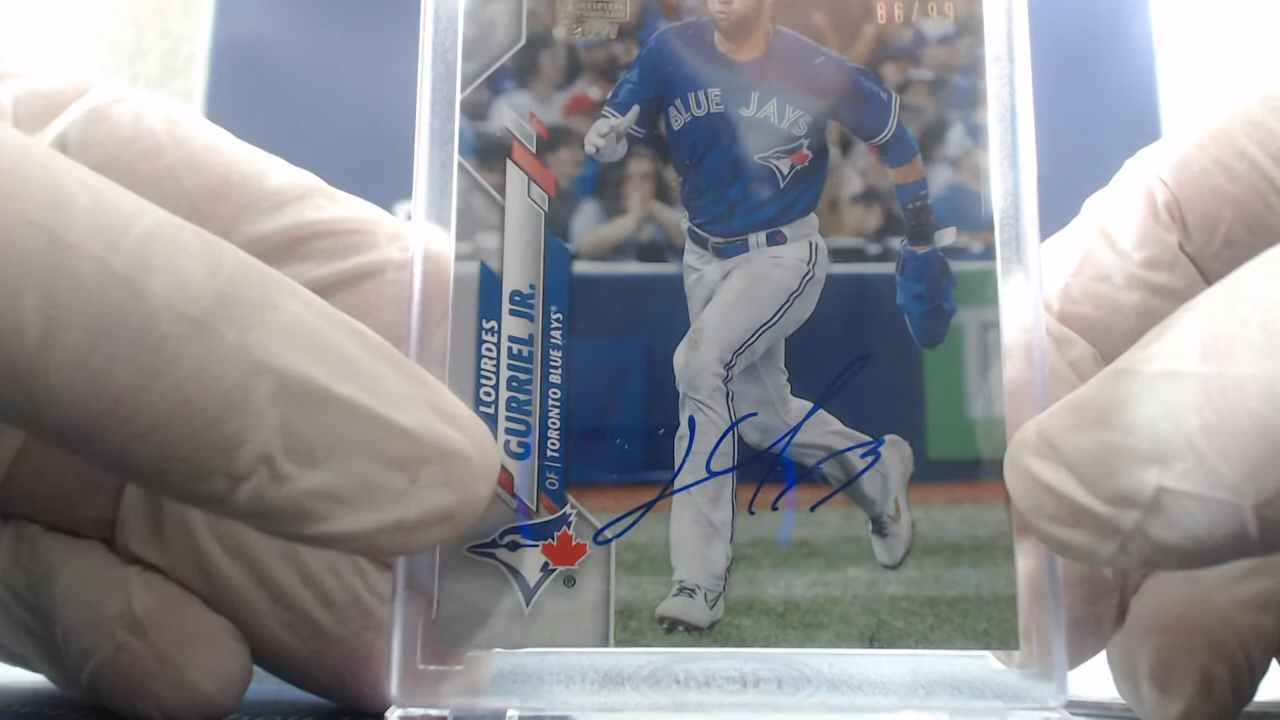 86/99
BLUE JAYS
LOURDES
GURRIEL JR.
OF | TORONTO BLUE JAYS®
®